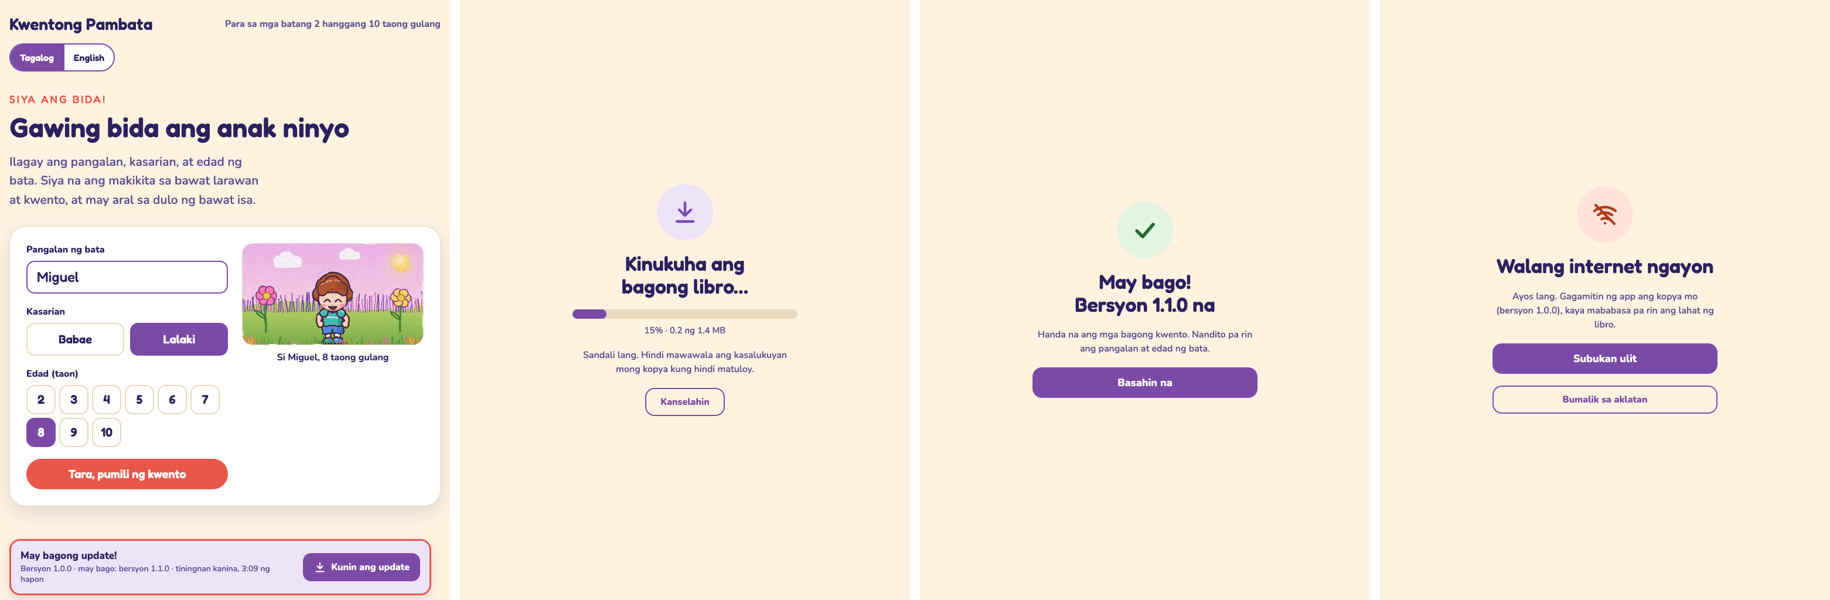 Kwentong Pambata
Para sa mga batang 2 hanggang 10 taong gulang
Tagalog English
SIYA ANG BIDA!
Gawing bida ang anak ninyo
Ilagay ang pangalan, kasarian, at edad ng
bata. Siya na ang makikita sa bawat larawan
at kwento, at may aral sa dulo ng bawat isa.
Pangalan ng bata
Miguel
Kasarian
Babae Lalaki
Edad (taon)
2 3 4 5 6 7
8 9 10
Tara, pumili ng kwento
Si Miguel, 8 taong gulang
May bagong update!
Bersyon 1.0.0 · may bago: bersyon 1.1.0 · tiningnan kanina, 3:09 ng
hapon
Kunin ang update
Kinukuha ang
bagong libro...
15% · 0.2 ng 1.4 MB
Sandali lang. Hindi mawawala ang kasalukuyan
mong kopya kung hindi matuloy.
Kanselahin
May bago!
Bersyon 1.1.0 na
Handa na ang mga bagong kwento. Nandito pa rin
ang pangalan at edad ng bata.
Basahin na
Walang internet ngayon
Ayos lang. Gagamitin ng app ang kopya mo
(bersyon 1.0.0), kaya mababasa pa rin ang lahat ng
libro.
Subukan ulit
Bumalik sa aklatan